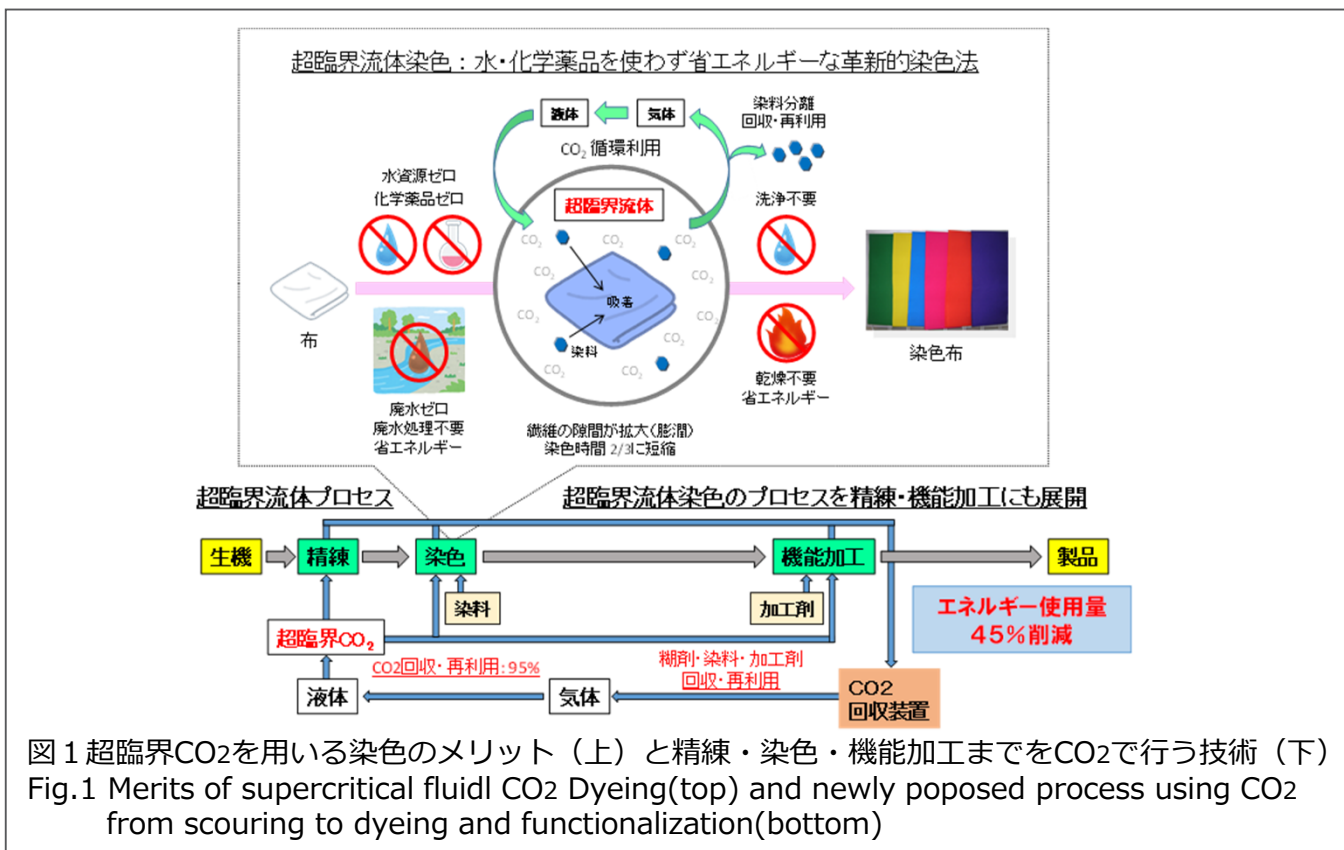 超臨界流体染色：水・化学薬品を使わず省エネルギーな革新的染色法
液体
気体
染料分離
回収・再利用
CO2 循環利用
水資源ゼロ
化学薬品ゼロ
超臨界流体
洗浄不要
CO2
CO2
CO2
CO2
CO2
CO2
CO2
CO2
CO2
CO2
CO2
CO2
吸着
染料
布
染色布
廃水ゼロ
廃水処理不要
省エネルギー
乾燥不要
省エネルギー
繊維の隙間が拡大（膨潤）
染色時間 2/3に短縮
超臨界流体プロセス
超臨界流体染色のプロセスを精練・機能加工にも展開
生機
精練
染色
機能加工
製品
染料
加工剤
エネルギー使用量
45%削減
超臨界CO2
CO2回収・再利用：95%
糊剤・染料・加工剤
回収・再利用
液体
気体
CO2
回収装置
図１超臨界CO2を用いる染色のメリット（上）と精練・染色・機能加工までをCO2で行う技術（下）
Fig.1 Merits of supercritical fluidl CO2 Dyeing(top) and newly poposed process using CO2
from scouring to dyeing and functionalization(bottom)